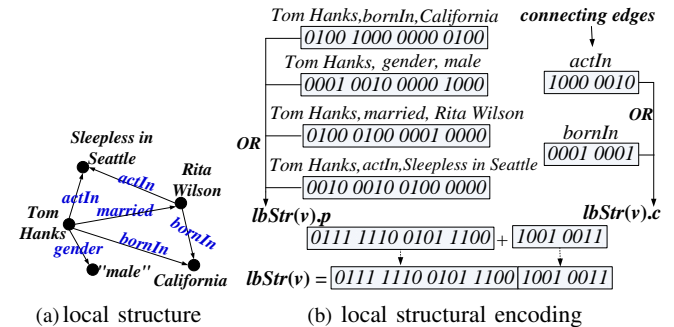 Sleepless in
Seattle
actIn
Rita
Wilson
actIn
married
Tom
Hanks
bornIn
gender
bornIn
"male"
California
(a) local structure
Tom Hanks,bornIn,California
0100 1000 0000 0100
Tom Hanks, gender, male
0001 0010 0000 1000
Tom Hanks,married, Rita Wilson
0100 0100 0001 0000
OR
Tom Hanks,actIn,Sleepless in Seattle
0010 0010 0100 0000
connecting edges
actIn
1000 0010
OR
bornIn
0001 0001
lbStr(v).p
lbStr(v).c
0111 1110 0101 1100 + 1001 0011
lbStr(v) = 0111 1110 0101 1100 1001 0011
(b) local structural encoding